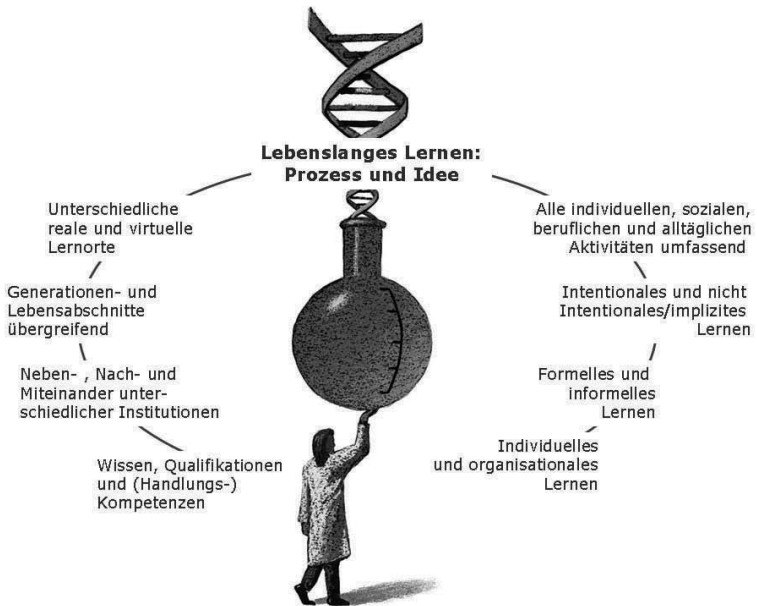 Lebenslanges Lernen:
Prozess und Idee
Unterschiedliche
reale und virtuelle
Lernorte
Generationen- und
Lebensabschnitte
übergreifend
Neben- , Nach- und
Miteinander unter-
schiedlicher Institutionen
Wissen, Qualifikationen
und (Handlungs-)
Kompetenzen
Alle individuellen, sozialen,
beruflichen und alltäglichen
Aktivitäten umfassend
Intentionales und nicht
Intentionales/implizites
Lernen
Formelles und
informelles
Lernen
Individuelles
und organisationales
Lernen